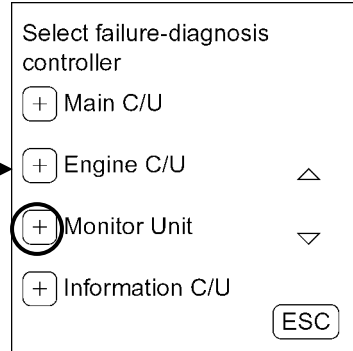 Select failure-diagnosis
controller
+ Main C/U
+ Engine C/U
+ Monitor Unit
+ Information C/U
ESC